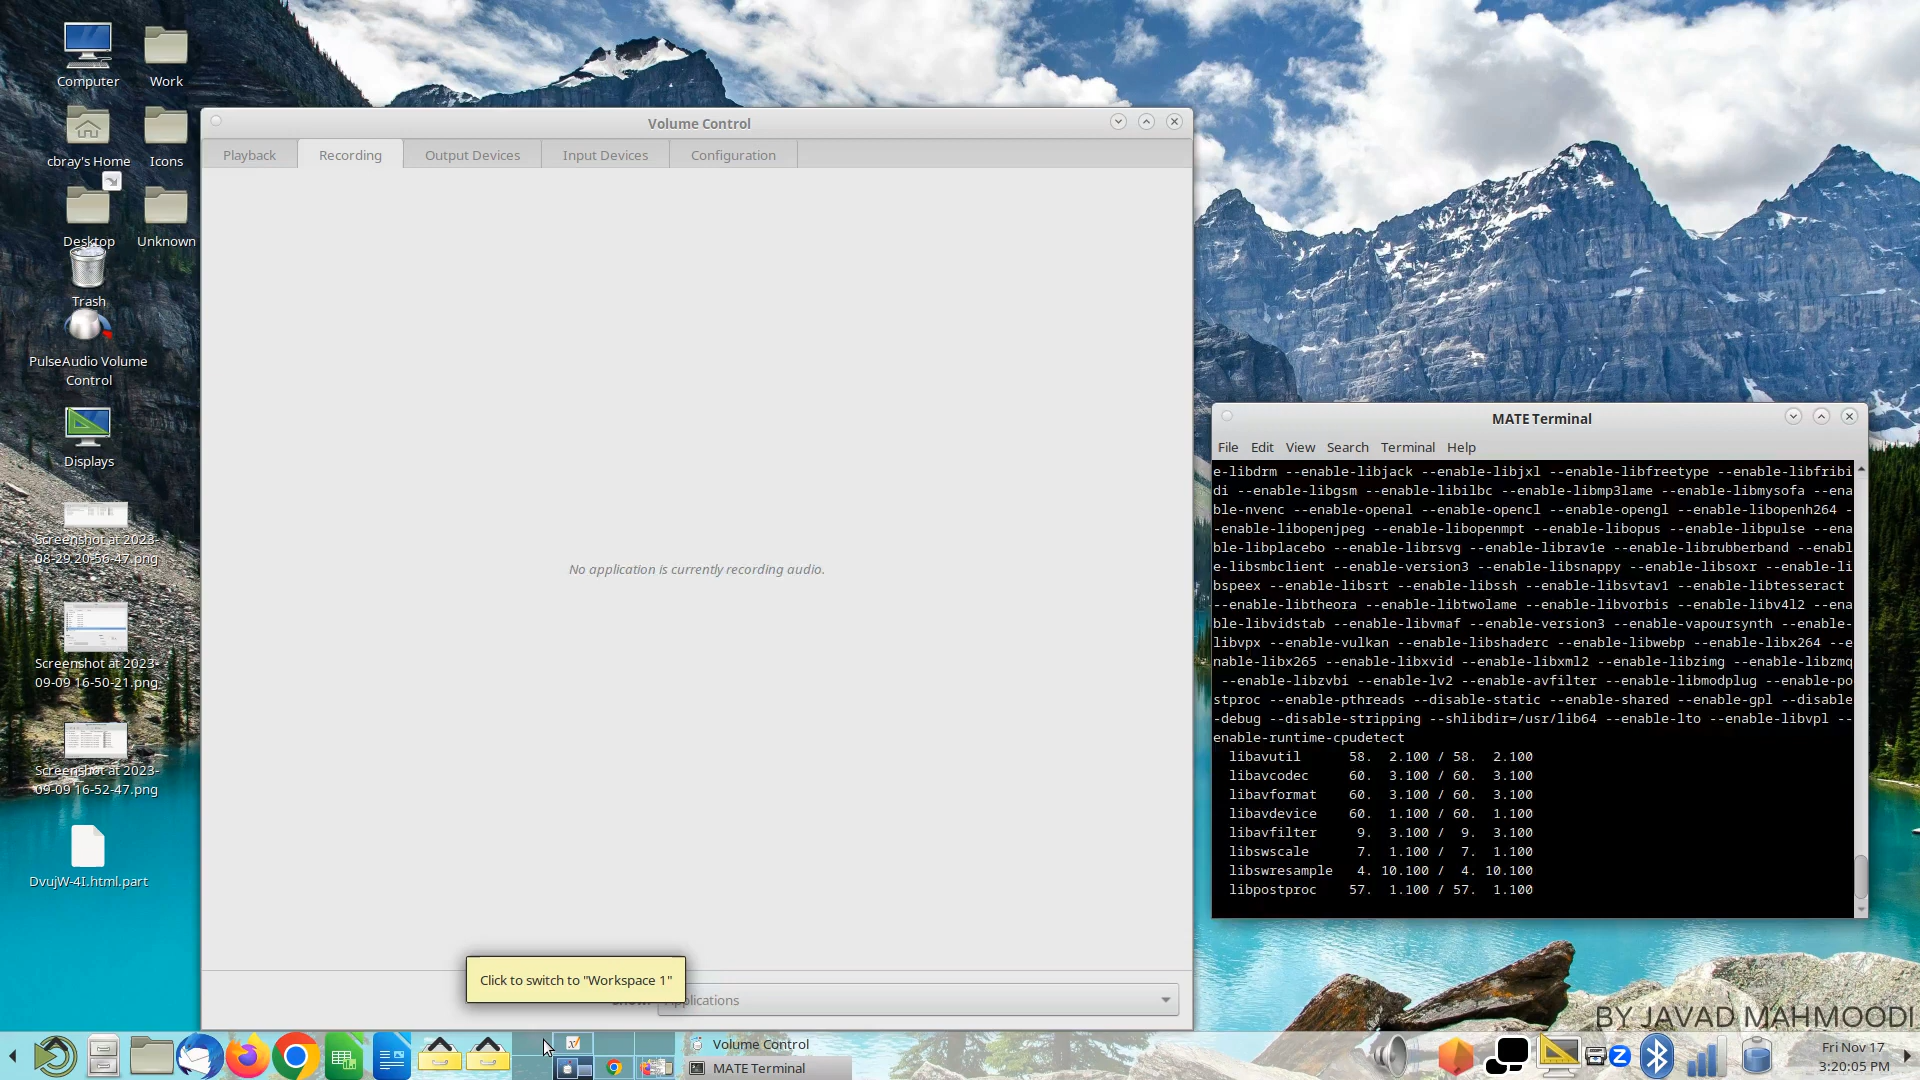 Computer
Work
cbray's Home
Icons
Desktop
Unknown
Trash
PulseAudio Volume
Control
Displays
Screenshot at 2023-
08-29 20-56-47.png
Screenshot at 2023-
09-09 16-50-21.png
Screenshot at 2023-
09-09 16-52-47.png
DvujW-4I.html.part
Volume Control
Playback
Recording
Output Devices
Input Devices
Configuration
No application is currently recording audio.
Click to switch to "Workspace 1"
Applications
MATE Terminal
File Edit View Search Terminal Help
e-libdrm --enable-libjack --enable-libjxl --enable-libfreetype --enable-libfribi
di --enable-libgsm --enable-libilbc --enable-libmp3lame --enable-libmysofa --ena
ble-nvenc --enable-openal --enable-opencl --enable-opengl --enable-libopenh264 -
-enable-libopenjpeg --enable-libopenmpt --enable-libopus --enable-libpulse --ena
ble-libplacebo --enable-librsvg --enable-librav1e --enable-librubberband --enabl
e-libsmbclient --enable-version3 --enable-libsnappy --enable-libsoxr --enable-li
bspeex --enable-libsrt --enable-libssh --enable-libsvtav1 --enable-libtesseract
--enable-libtheora --enable-libtwolame --enable-libvorbis --enable-libv4l2 --ena
ble-libvidstab --enable-libvmaf --enable-version3 --enable-vapoursynth --enable-
libvpx --enable-vulkan --enable-libshaderc --enable-libwebp --enable-libx264 --e
nable-libx265 --enable-libxvid --enable-libxml2 --enable-libzimg --enable-libzmq
--enable-libzvbi --enable-lv2 --enable-avfilter --enable-libmodplug --enable-po
stproc --enable-pthreads --disable-static --enable-shared --enable-gpl --disable
-debug --disable-stripping --shlibdir=/usr/lib64 --enable-lto --enable-libvpl --
enable-runtime-cpudetect
libavutil 58. 2.100 / 58. 2.100
libavcodec 60. 3.100 / 60. 3.100
libavformat 60. 3.100 / 60. 3.100
libavdevice 60. 1.100 / 60. 1.100
libavfilter 9. 3.100 / 9. 3.100
libswscale 7. 1.100 / 7. 1.100
libswresample 4. 10.100 / 4. 10.100
libpostproc 57. 1.100 / 57. 1.100
BY JAVAD MAHMOODI
Volume Control
MATE Terminal
Fri Nov 17
3:20:05 PM